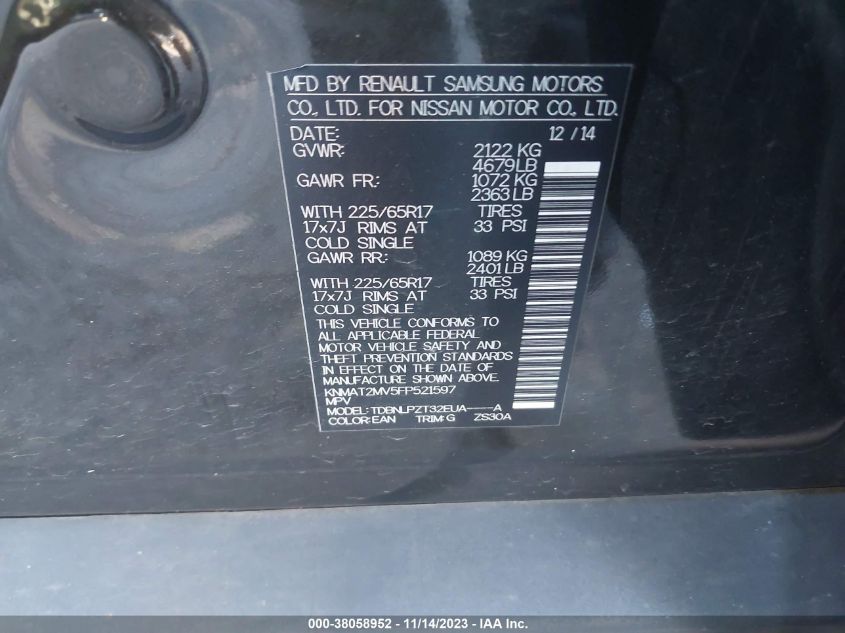 MFD BY RENAULT SAMSUNG MOTORS
CO., LTD. FOR NISSAN MOTOR CO., LTD.
DATE: 12 / 14
GVWR: 2122 KG
4679 LB
GAWR FR.: 1072 KG
2363 LB
WITH 225/65R17 TIRES
17x7J RIMS AT 33 PSI
COLD SINGLE
GAWR RR.: 1089 KG
2401 LB
WITH 225/65R17 TIRES
17x7J RIMS AT 33 PSI
COLD SINGLE
THIS VEHICLE CONFORMS TO
ALL APPLICABLE FEDERAL
MOTOR VEHICLE SAFETY AND
THEFT PREVENTION STANDARDS
IN EFFECT ON THE DATE OF
MANUFACTURE SHOWN ABOVE.
KNMAT2MV5FP521597
MPV
MODEL: TDBNLPZT32EUA----A
COLOR:EAN TRIM:G ZS30A
000-38058952 - 11/14/2023 - IAA Inc.